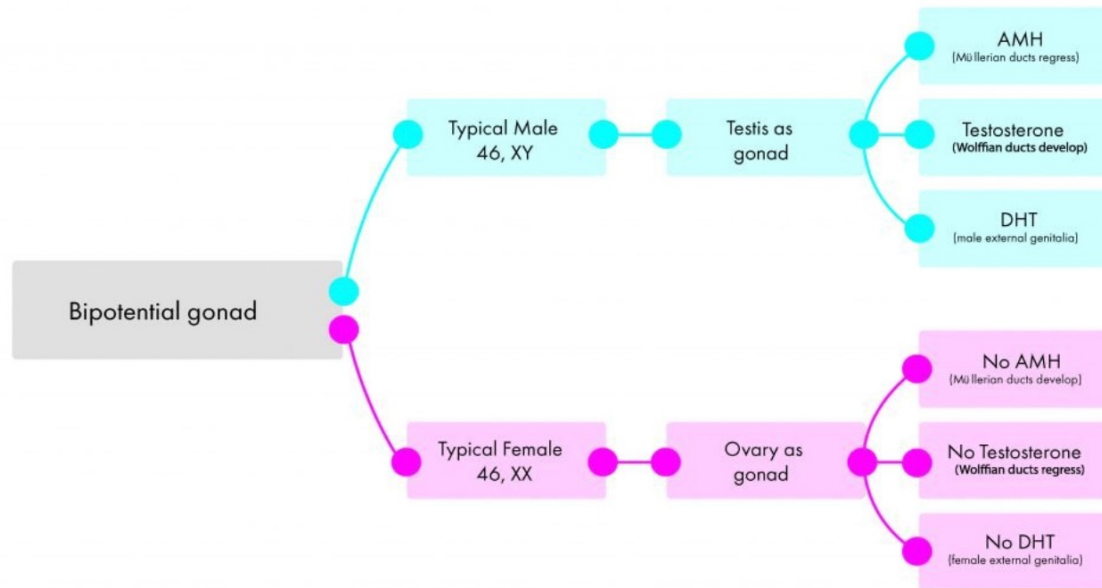 AMH
(Müllerian ducts regress)
Typical Male
46, XY
Testis as
gonad
Testosterone
(Wolffian ducts develop)
DHT
(male external genitalia)
Bipotential gonad
No AMH
(Müllerian ducts develop)
Typical Female
46, XX
Ovary as
gonad
No Testosterone
(Wolffian ducts regress)
No DHT
(female external genitalia)